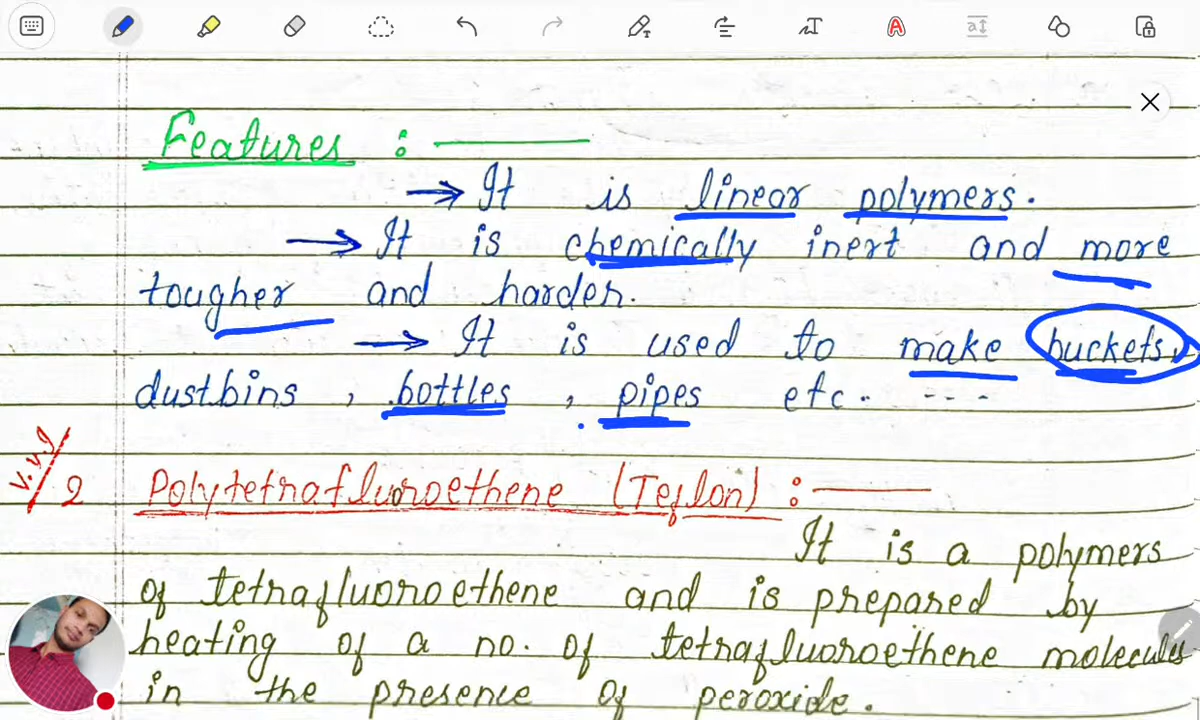 Features : —
→ It is linear polymers.
→ It is chemically inert and more
tougher and harder.
→ It is used to make buckets,
dustbins, bottles, pipes etc. ----
V.V.I 2 Polytetrafluoroethene (Teflon) : —
It is a polymers
of tetrafluoroethene and is prepared by
heating of a no. of tetrafluoroethene molecules
in the presence of peroxide.